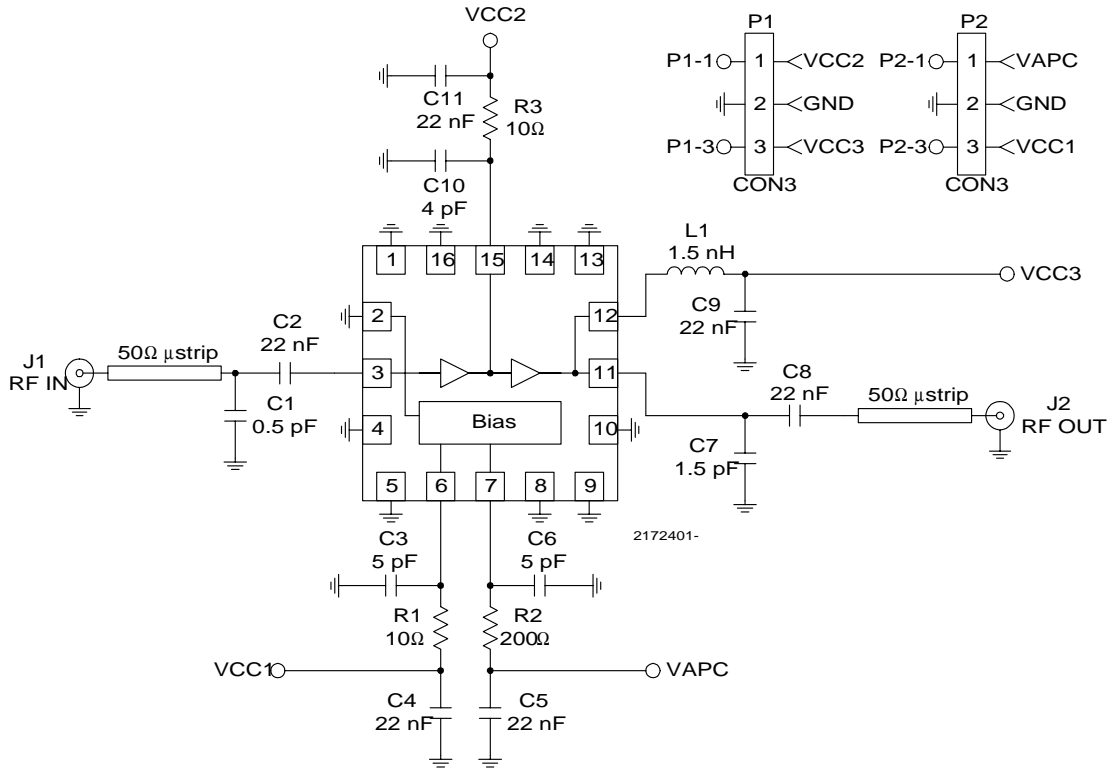 VCC2
P1
P2
P1-1
1
VCC2
P2-1
1
VAPC
C11
22 nF
R3
10Ω
2
GND
2
GND
P1-3
3
VCC3
P2-3
3
VCC1
CON3
CON3
C10
4 pF
L1
1.5 nH
1
16
15
14
13
VCC3
C9
22 nF
2
12
C2
22 nF
J1
RF IN
50Ω µstrip
3
11
C8
22 nF
50Ω µstrip
J2
RF OUT
C1
0.5 pF
4
Bias
10
C7
1.5 pF
5
6
7
8
9
2172401-
C3
5 pF
C6
5 pF
R1
10Ω
R2
200Ω
VCC1
VAPC
C4
22 nF
C5
22 nF